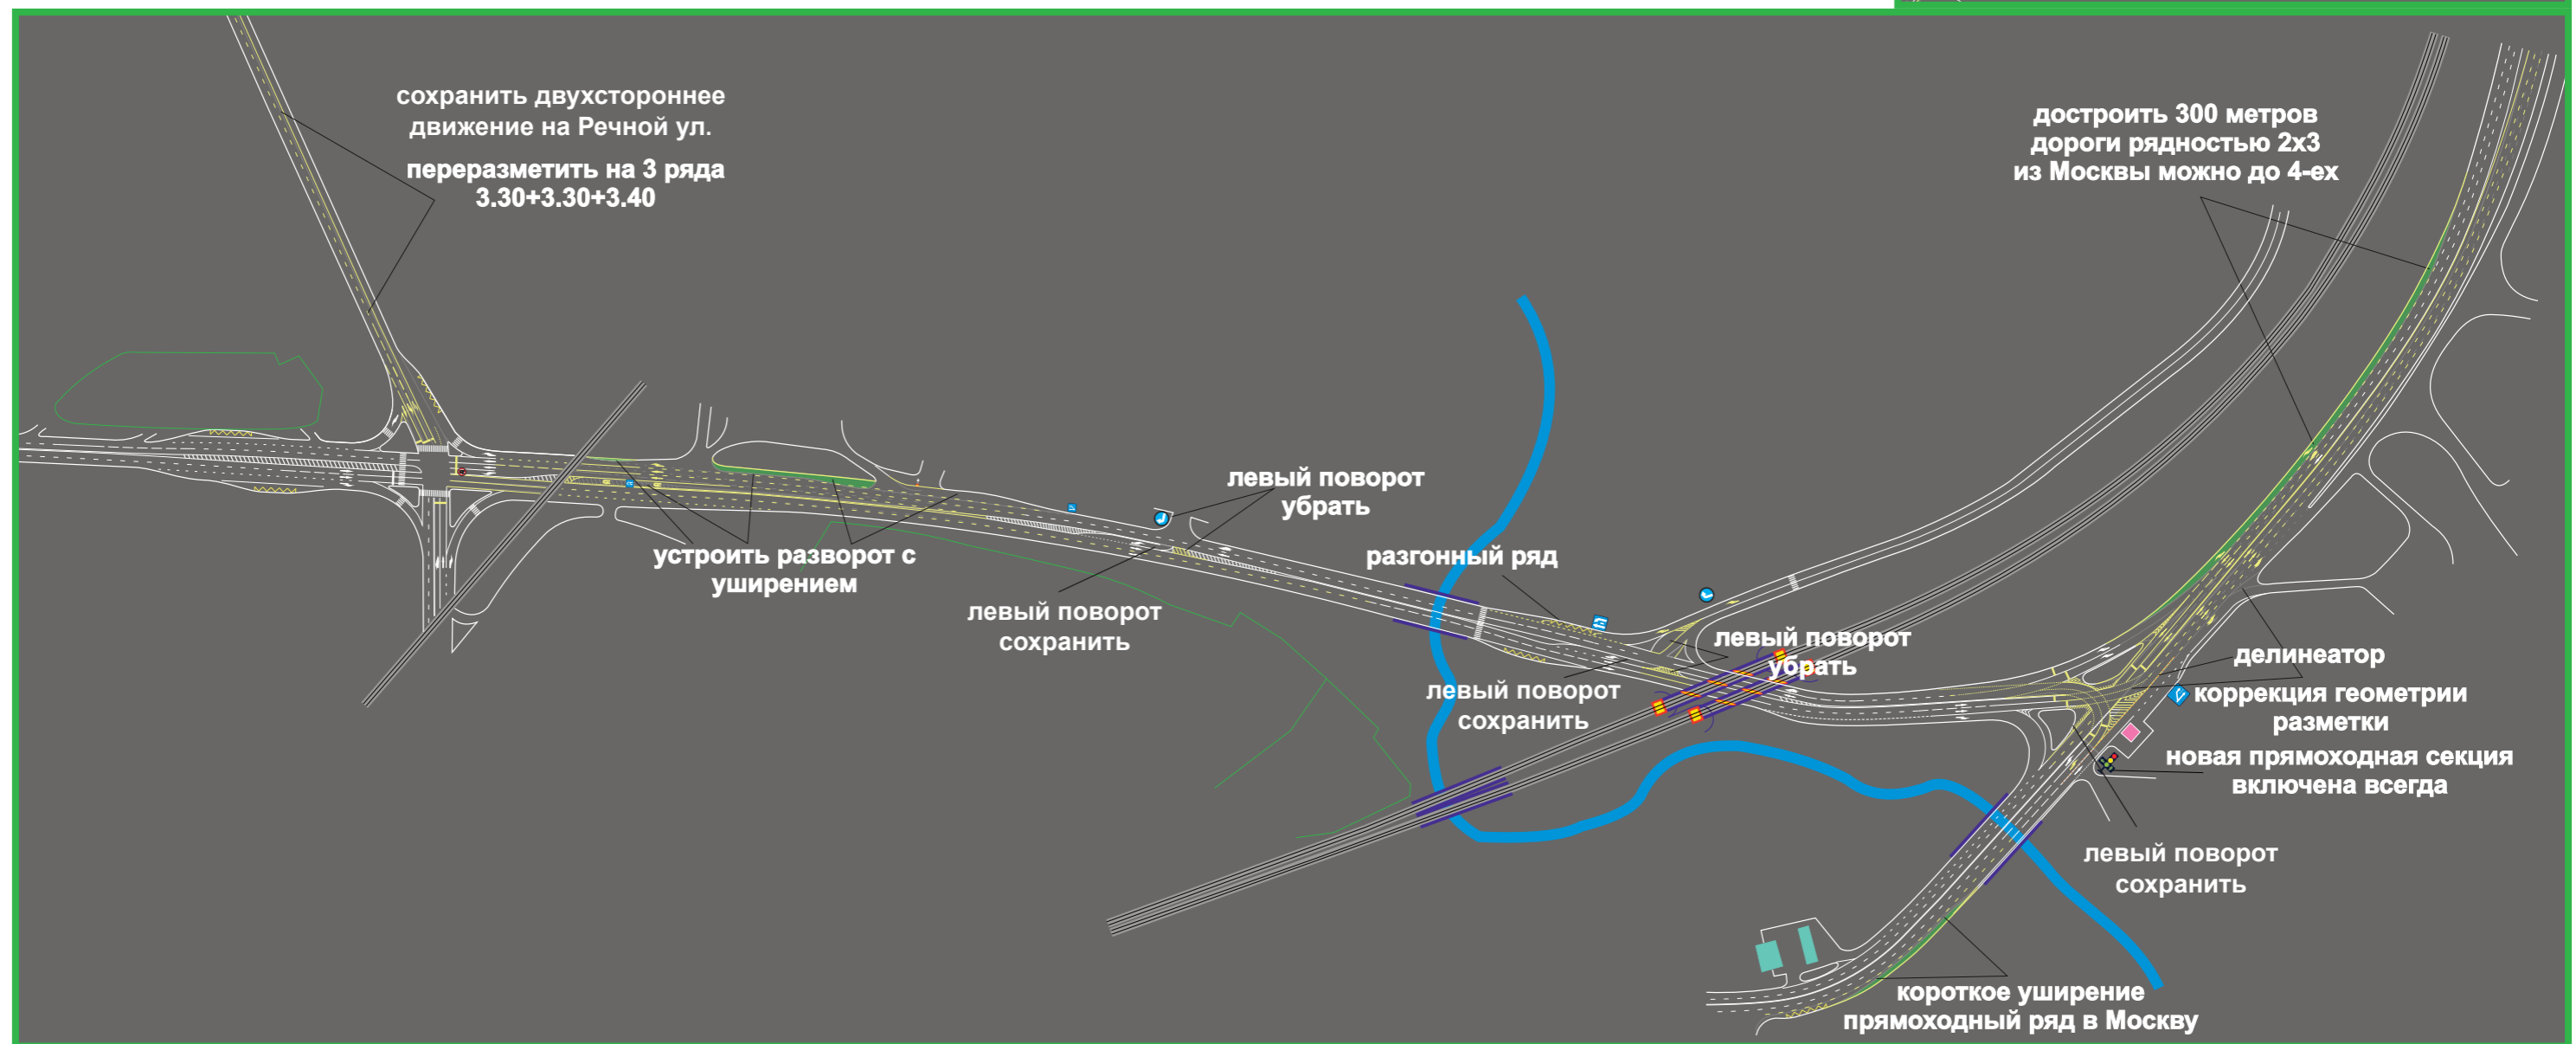 сохранить двухстороннее
движение на Речной ул.
переразметить на 3 ряда
3.30+3.30+3.40
достроить 300 метров
дороги рядностью 2х3
из Москвы можно до 4-ех
левый поворот
убрать
устроить разворот с
уширением
разгонный ряд
левый поворот
сохранить
левый поворот
убрать
левый поворот
сохранить
делинеатор
коррекция геометрии
разметки
новая прямоходная секция
включена всегда
левый поворот
сохранить
короткое уширение
прямоходный ряд в Москву